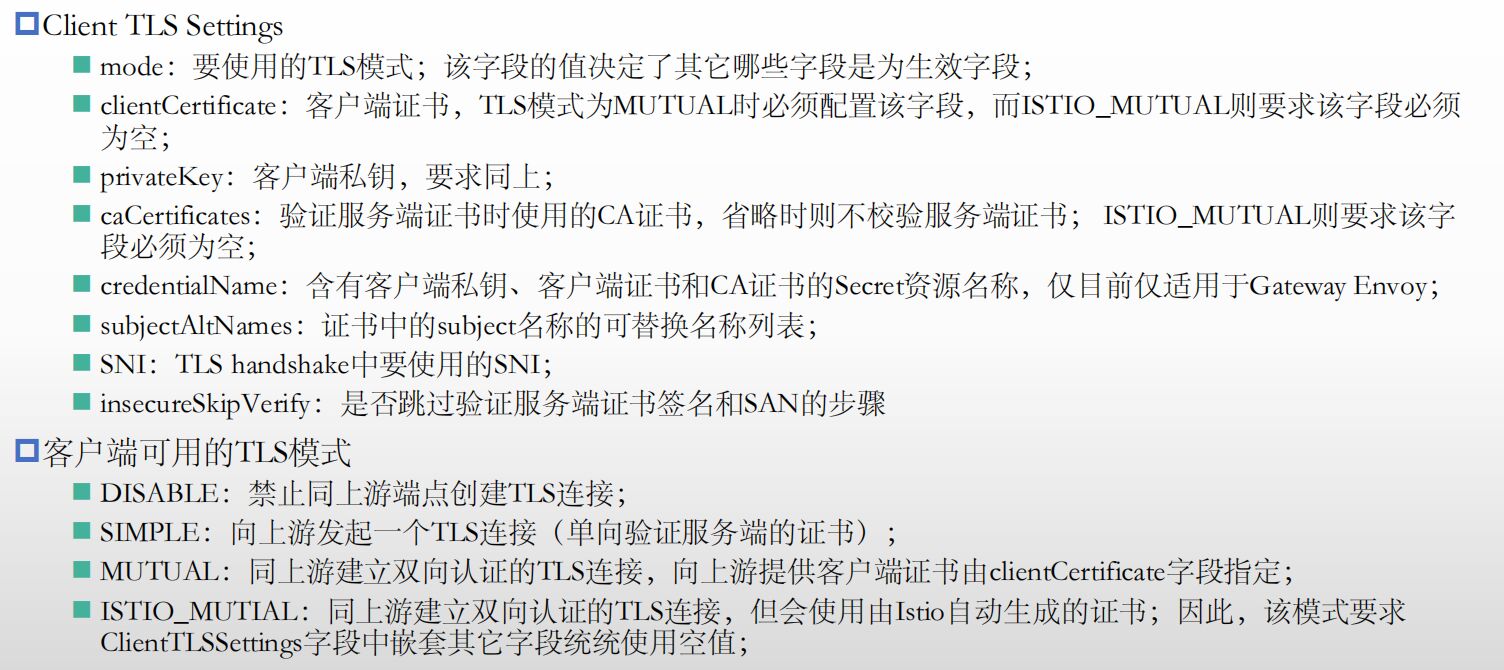 Client TLS Settings
mode：要使用的TLS模式；该字段的值决定了其它哪些字段是为生效字段；
clientCertificate：客户端证书，TLS模式为MUTUAL时必须配置该字段，而ISTIO_MUTUAL则要求该字段必须
为空；
privateKey：客户端私钥，要求同上；
caCertificates：验证服务端证书时使用的CA证书，省略时则不校验服务端证书； ISTIO_MUTUAL则要求该字
段必须为空；
credentialName：含有客户端私钥、客户端证书和CA证书的Secret资源名称，仅目前仅适用于Gateway Envoy；
subjectAltNames：证书中的subject名称的可替换名称列表；
SNI：TLS handshake中要使用的SNI；
insecureSkipVerify：是否跳过验证服务端证书签名和SAN的步骤
客户端可用的TLS模式
DISABLE：禁止同上游端点创建TLS连接；
SIMPLE：向上游发起一个TLS连接（单向验证服务端的证书）；
MUTUAL：同上游建立双向认证的TLS连接，向上游提供客户端证书由clientCertificate字段指定；
ISTIO_MUTIAL：同上游建立双向认证的TLS连接，但会使用由Istio自动生成的证书；因此，该模式要求
ClientTLSSettings字段中嵌套其它字段统统使用空值；